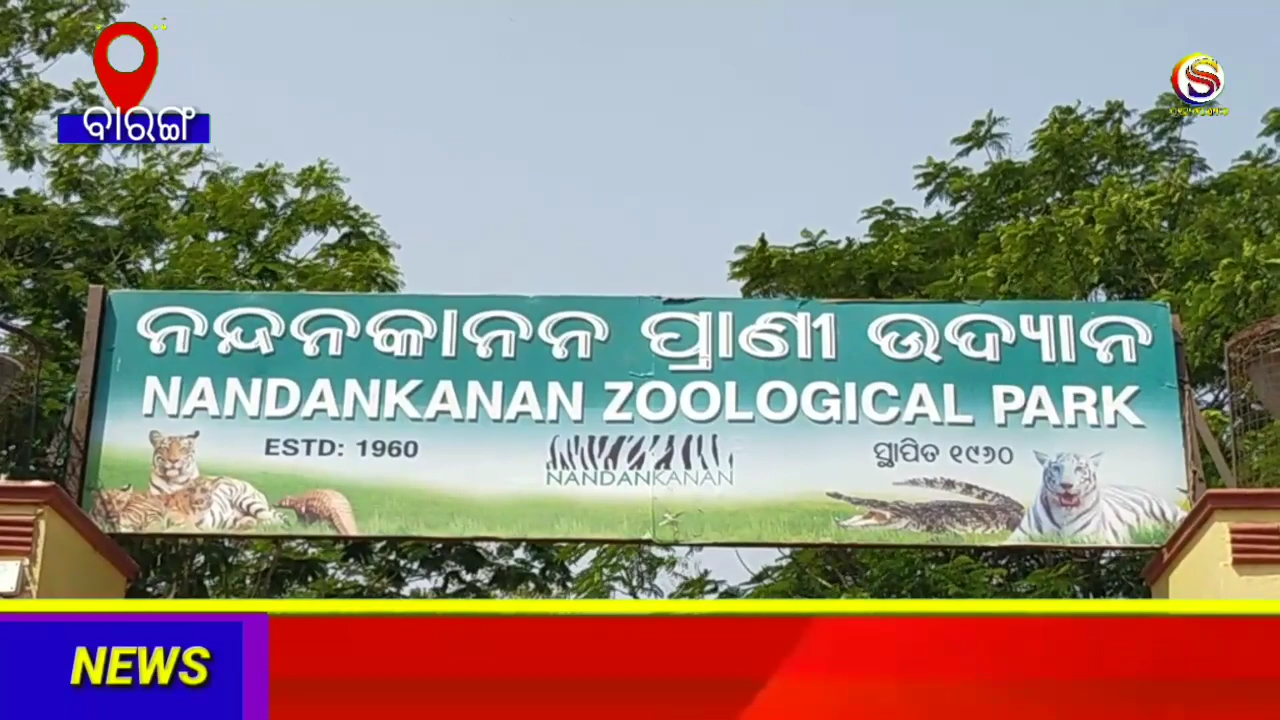 ବାରଙ୍ଗ
S
ନନ୍ଦନକାନନ ପ୍ରାଣୀ ଉଦ୍ୟାନ
NANDANKANAN ZOOLOGICAL PARK
ESTD: 1960
NANDANKANAN
ସ୍ଥାପିତ ୧୯୬୦
NEWS